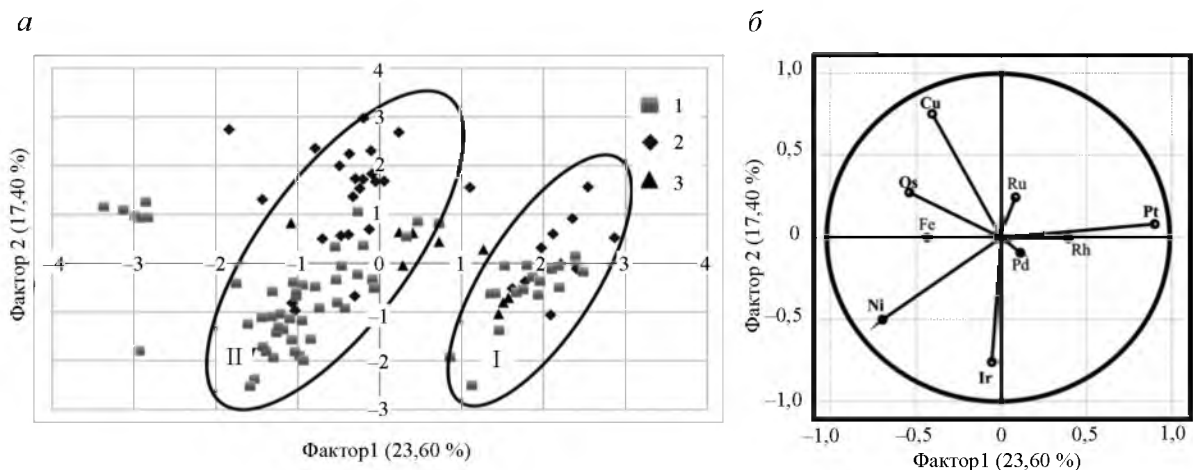 а
б
4
3
2
1
–4 –3 –2 –1 0 1 2 3 4
–1
–2
–3
II
I
1
2
3
Фактор 2 (17,40 %)
Фактор1 (23,60 %)
1,0
0,5
0
–0,5
–1,0
Cu
Os
Ru
Pt
Fe
Rh
Pd
Ni
Ir
–1,0 –0,5 0 0,5 1,0
Фактор 2 (17,40 %)
Фактор1 (23,60 %)